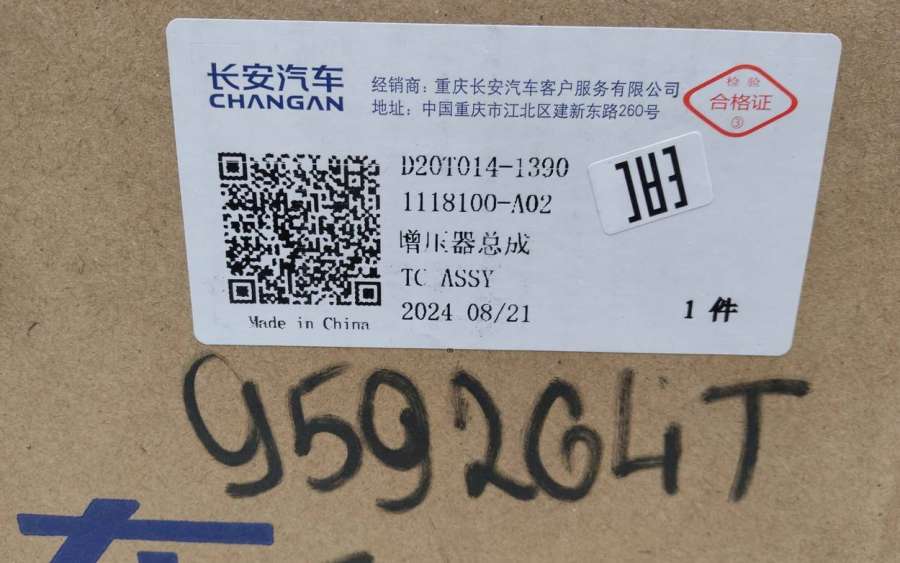 长安汽车
CHANGAN
经销商：重庆长安汽车客户服务有限公司
地址：中国重庆市江北区建新东路260号
检验
合格证
③
D20T014-1390
1118100-A02
增压器总成
TC ASSY
2024 08/21
1 件
Made in China
959264T